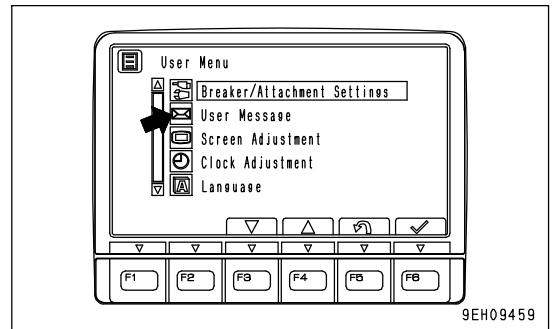 User Menu
Breaker/Attachment Settings
User Message
Screen Adjustment
Clock Adjustment
A Language
F1 F2 F3 F4 F5 F6
9EH09459